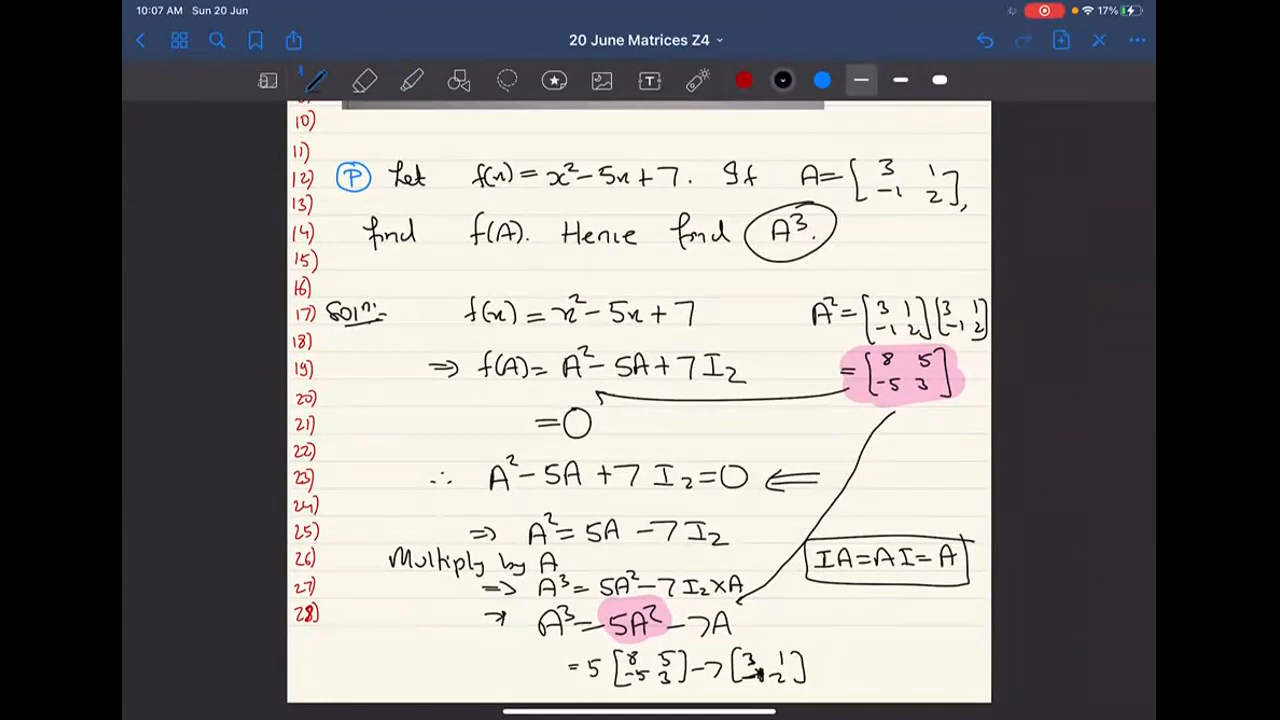 10:07 AM Sun 20 Jun
17%
20 June Matrices Z4
10)
11)
12) P Let f(x) = x² - 5x + 7. If A = [3 1 -1 2],
13)
14) find f(A). Hence find A³.
15)
16)
17) Soln:- f(x) = x² - 5x + 7 A² = [3 1 -1 2] [3 1 -1 2]
18)
19) ⇒ f(A) = A² - 5A + 7I₂ = [8 5 -5 3]
20)
21) = O
22)
23) ∴ A² - 5A + 7I₂ = O ⇐
24)
25) ⇒ A² = 5A - 7I₂
26) Multiply by A IA = AI = A
27) ⇒ A³ = 5A² - 7I₂ × A
28) ⇒ A³ = 5A² - 7A
= 5 [8 5 -5 3] - 7 [3 1 -1 2]